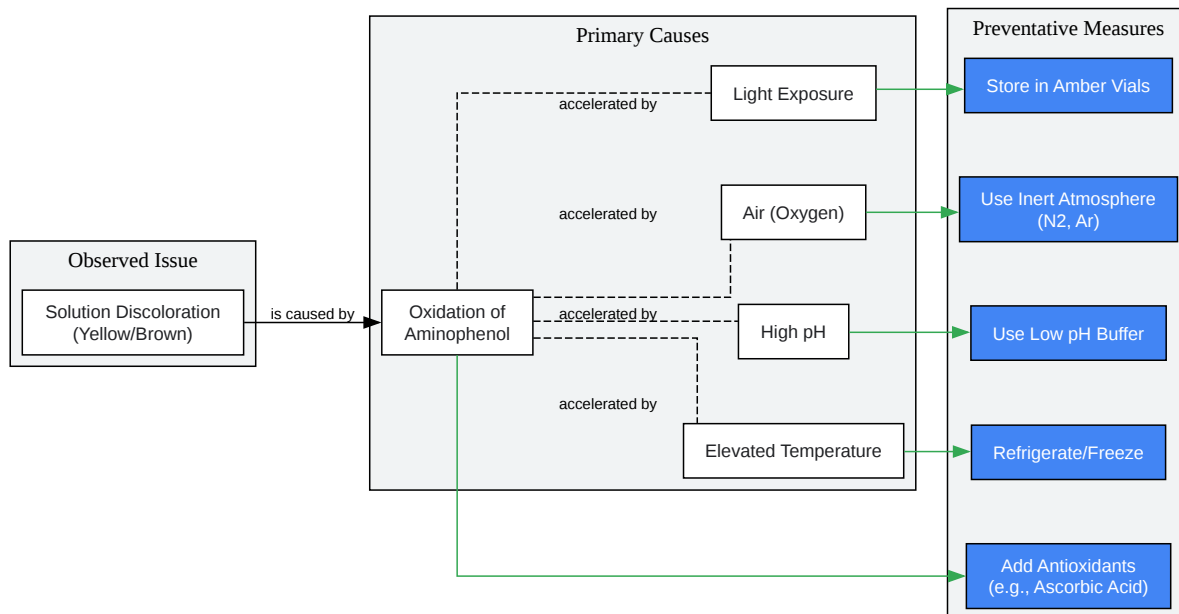 Primary Causes
Preventative Measures
Light Exposure
Store in Amber Vials
accelerated by
Air (Oxygen)
Use Inert Atmosphere
(N2, Ar)
accelerated by
Observed Issue
Solution Discoloration
(Yellow/Brown)
is caused by
Oxidation of
Aminophenol
accelerated by
High pH
Use Low pH Buffer
accelerated by
Elevated Temperature
Refrigerate/Freeze
Add Antioxidants
(e.g., Ascorbic Acid)